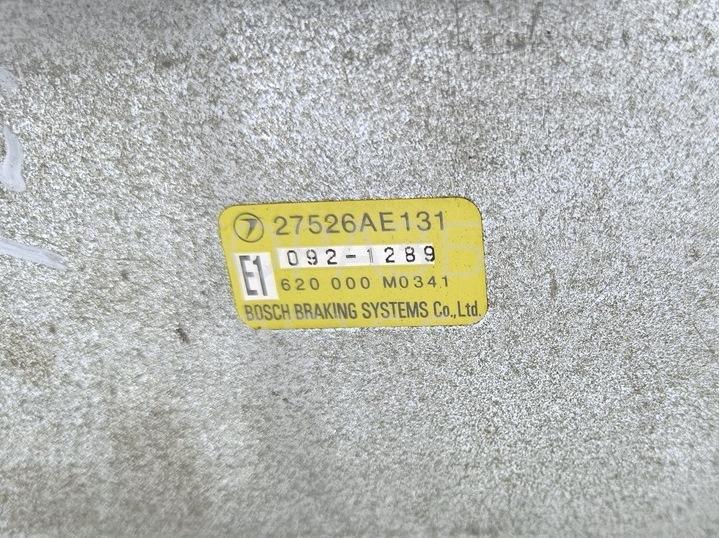 27526AE131
092-1289
E1
620 000 M0341
BOSCH BRAKING SYSTEMS Co.,Ltd.